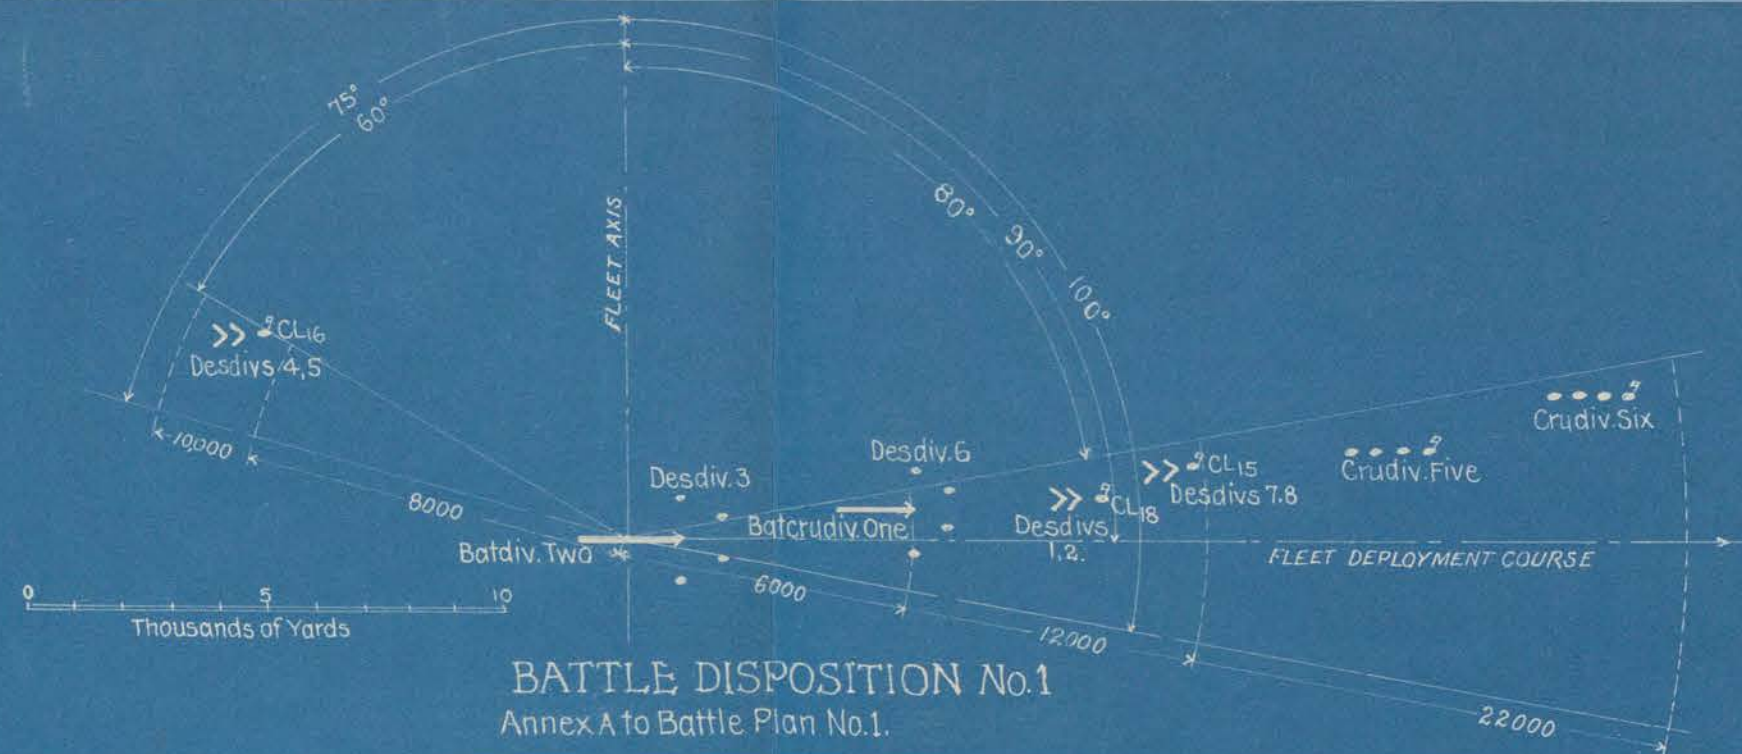 75°
60°
80°
90°
100°
FLEET AXIS
CL16
Desdivs 4,5
10,000
8000
Batdiv. Two
Desdiv. 3
Desdiv. 6
Batcrudiv. One
CL18
Desdivs
1,2.
CL15
Desdivs 7.8
Crudiv. Five
Crudiv. Six
FLEET DEPLOYMENT COURSE
6000
12000
22000
0 5 10
Thousands of Yards
BATTLE DISPOSITION No.1
Annex A to Battle Plan No.1.